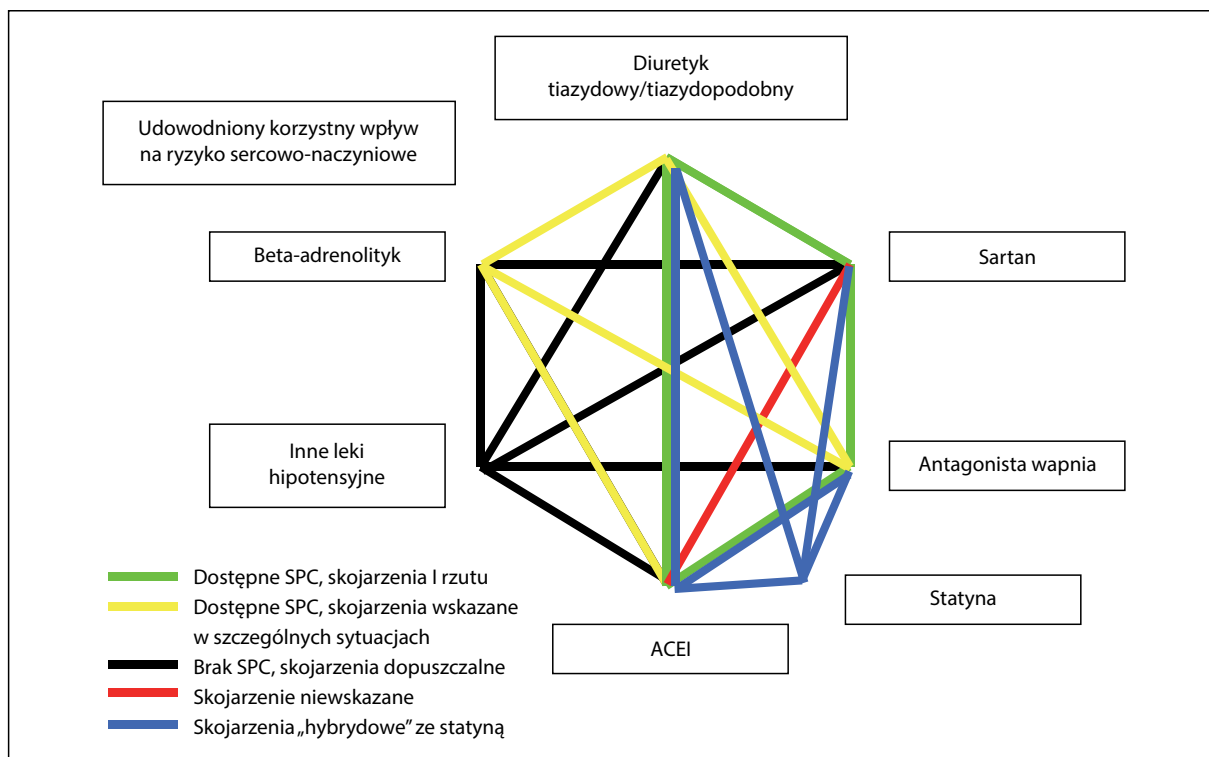 Diuretyk
tiazydowy/tiazydopodobny
Udowodniony korzystny wpływ
na ryzyko sercowo-naczyniowe
Beta-adrenolityk
Sartan
Inne leki
hipotensyjne
Antagonista wapnia
Statyna
ACEI
Dostępne SPC, skojarzenia I rzutu
Dostępne SPC, skojarzenia wskazane
w szczególnych sytuacjach
Brak SPC, skojarzenia dopuszczalne
Skojarzenie niewskazane
Skojarzenia „hybrydowe” ze statyną